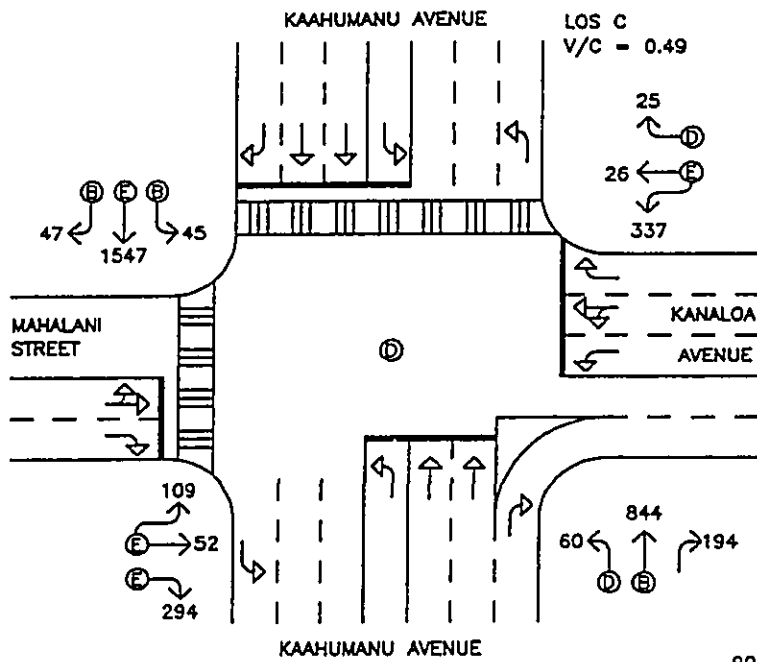 KAAHUMANU AVENUE
LOS C
V/C = 0.49
25
D
26
E
337
B E B
47
45
1547
MAHALANI
STREET
D
KANALOA
AVENUE
109
E
52
E
294
844
60
194
D B
KAAHUMANU AVENUE